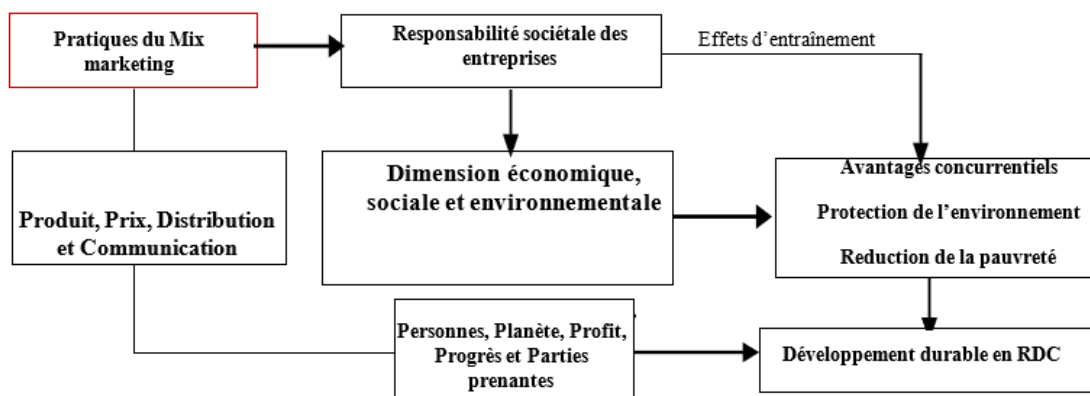 Pratiques du Mix
marketing
Responsabilité sociétale des
entreprises
Effets d’entraînement
Produit, Prix, Distribution
et Communication
Dimension économique,
sociale et environnementale
Avantages concurrentiels
Protection de l’environnement
Reduction de la pauvreté
Personnes, Planète, Profit,
Progrès et Parties
prenantes
Développement durable en RDC